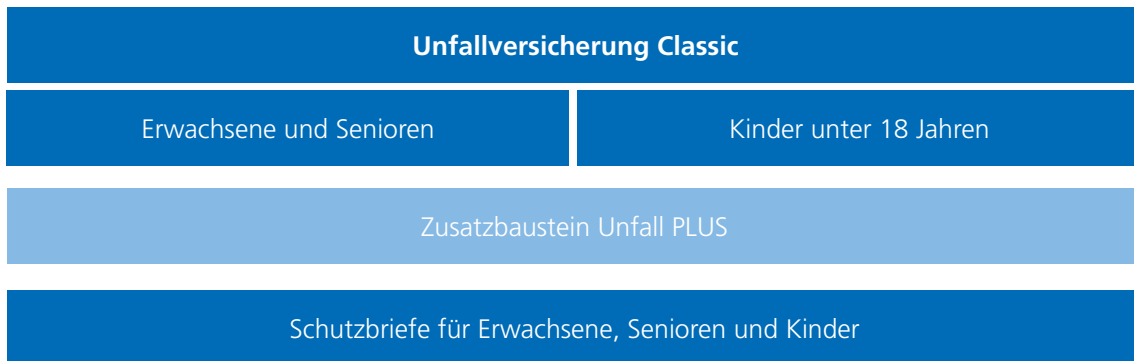 Unfallversicherung Classic
Erwachsene und Senioren
Kinder unter 18 Jahren
Zusatzbaustein Unfall PLUS
Schutzbriefe für Erwachsene, Senioren und Kinder